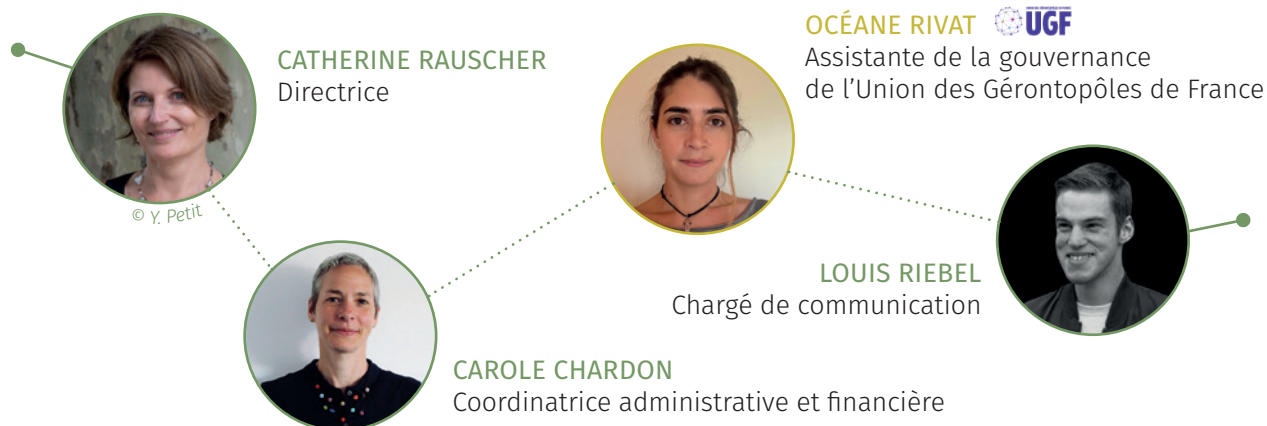 CATHERINE RAUSCHER
Directrice
© Y. Petit
OCÉANE RIVAT
UGF
Assistante de la gouvernance
de l’Union des Gérontopôles de France
LOUIS RIEBEL
Chargé de communication
CAROLE CHARDON
Coordinatrice administrative et financière